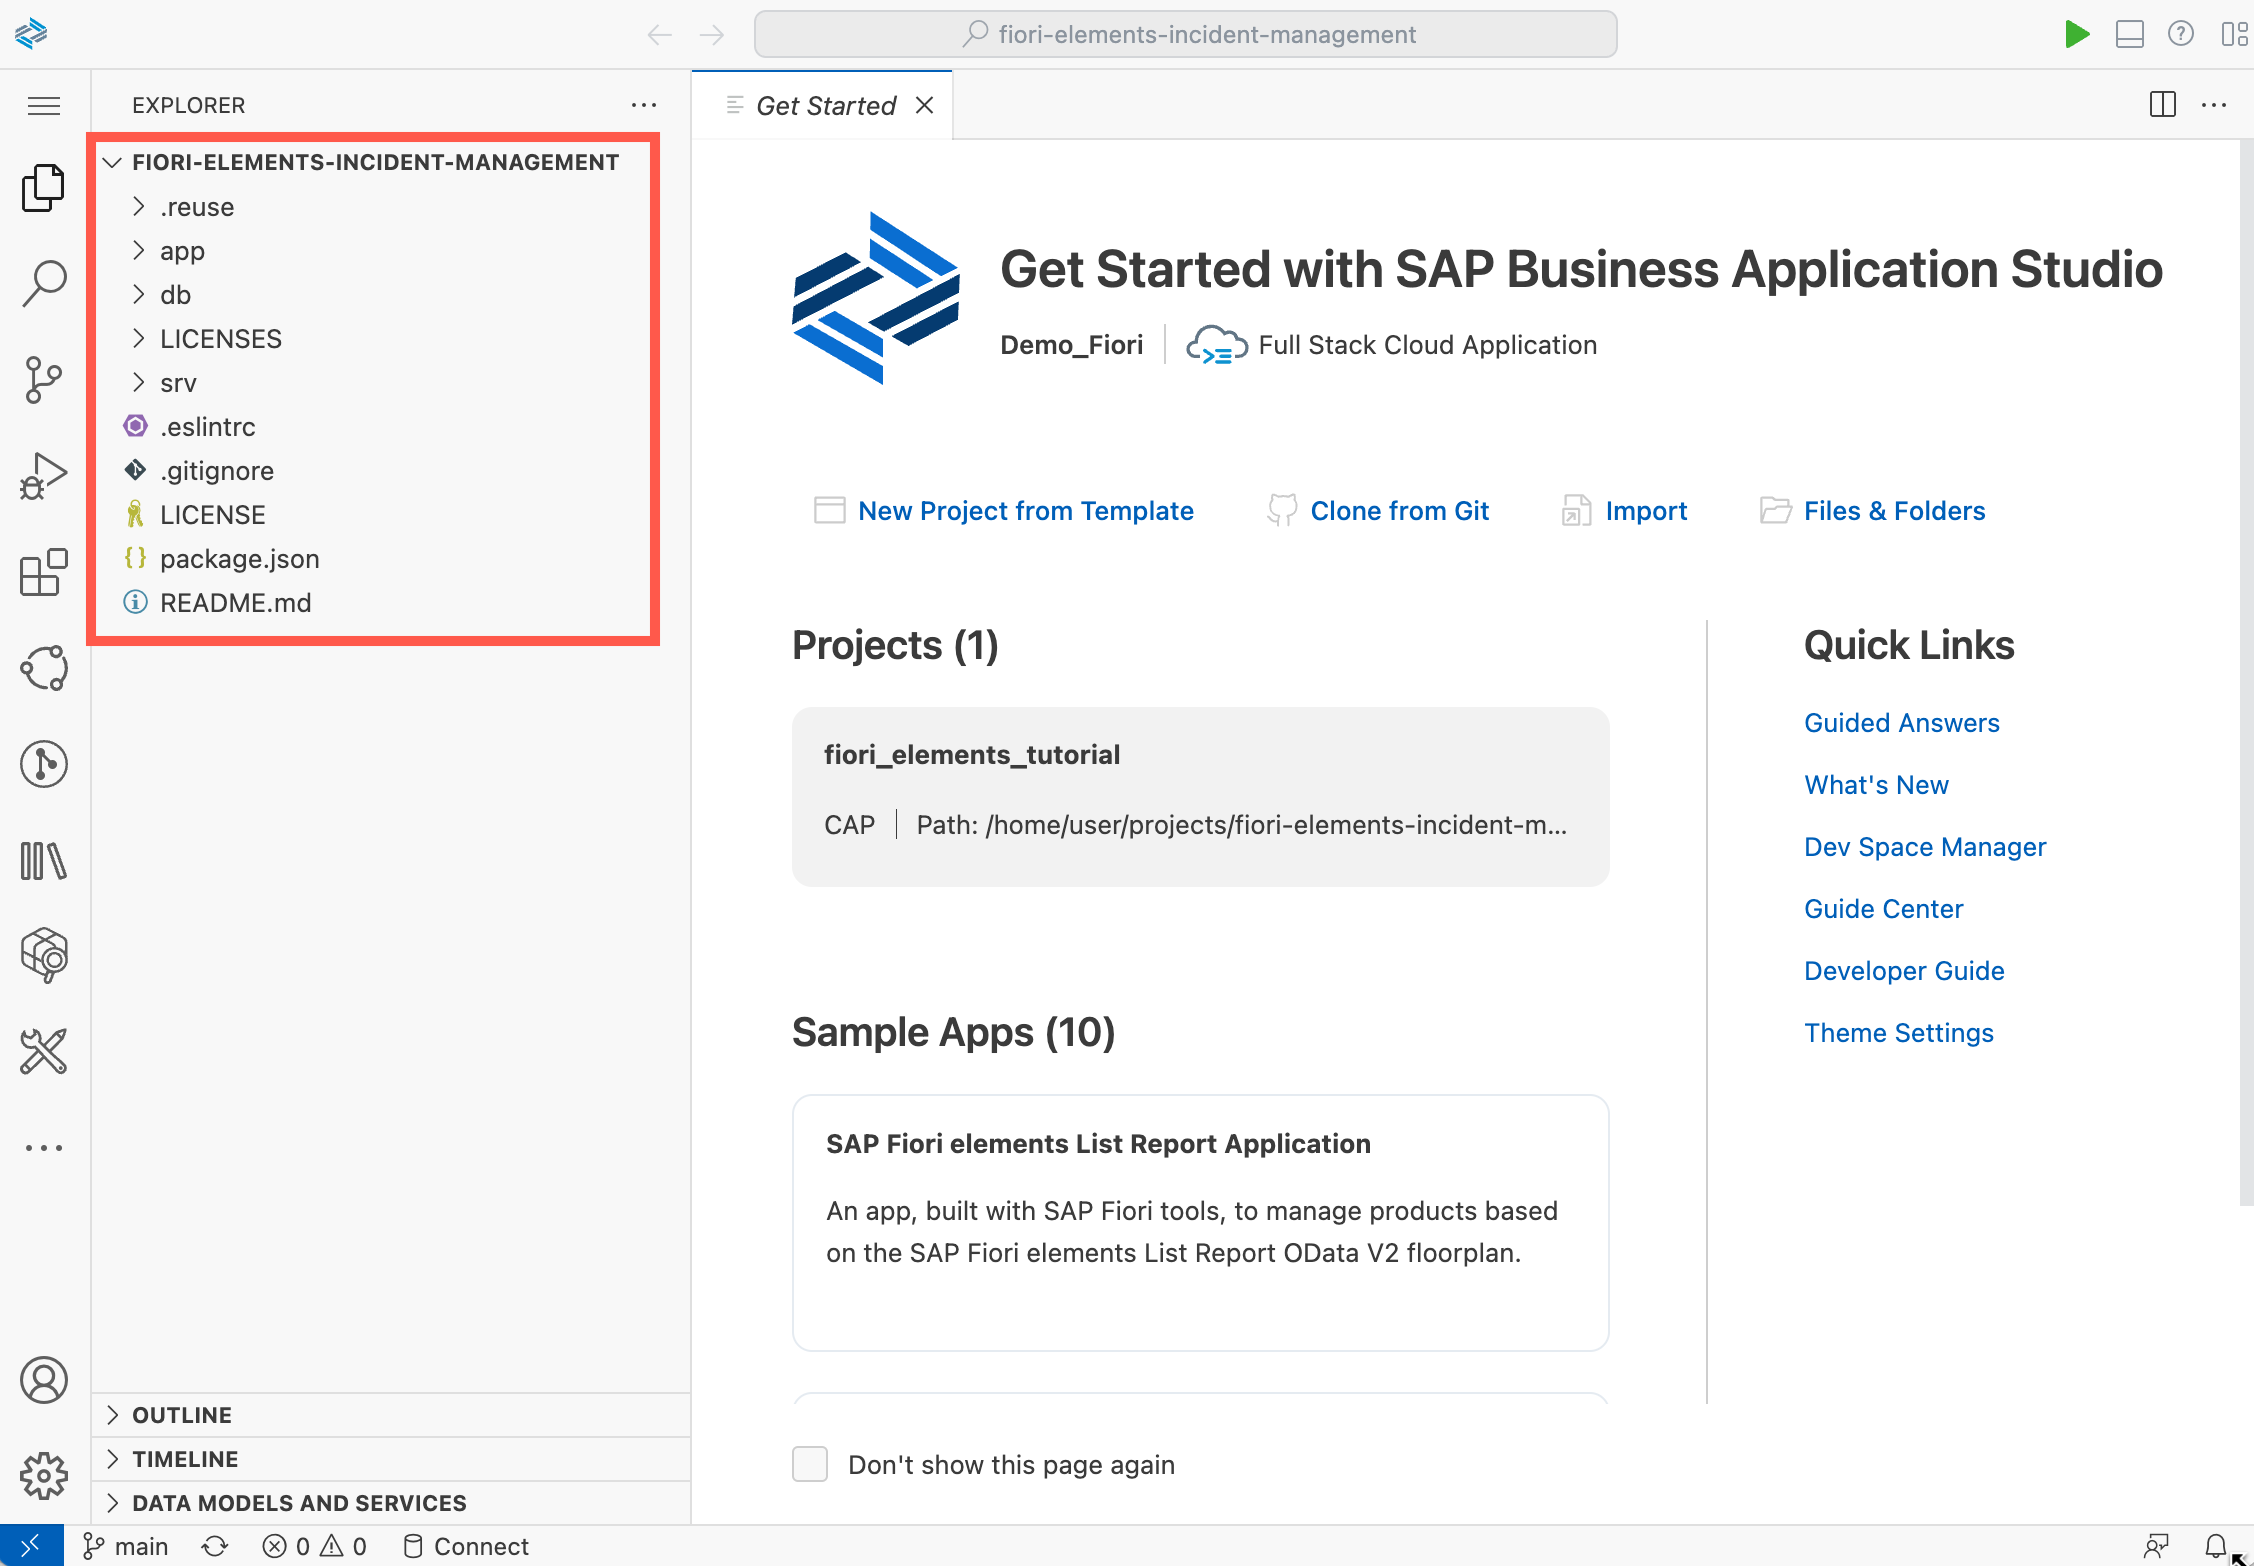 fiori-elements-incident-management
EXPLORER
Get Started
FIORI-ELEMENTS-INCIDENT-MANAGEMENT
.reuse
app
db
LICENSES
srv
.eslintrc
.gitignore
LICENSE
package.json
README.md
OUTLINE
TIMELINE
DATA MODELS AND SERVICES
Get Started with SAP Business Application Studio
Demo_Fiori
Full Stack Cloud Application
New Project from Template
Clone from Git
Import
Files & Folders
Projects (1)
fiori_elements_tutorial
CAP
Path: /home/user/projects/fiori-elements-incident-m...
Sample Apps (10)
SAP Fiori elements List Report Application
An app, built with SAP Fiori tools, to manage products based
on the SAP Fiori elements List Report OData V2 floorplan.
Quick Links
Guided Answers
What's New
Dev Space Manager
Guide Center
Developer Guide
Theme Settings
Don't show this page again
main 0 0 Connect